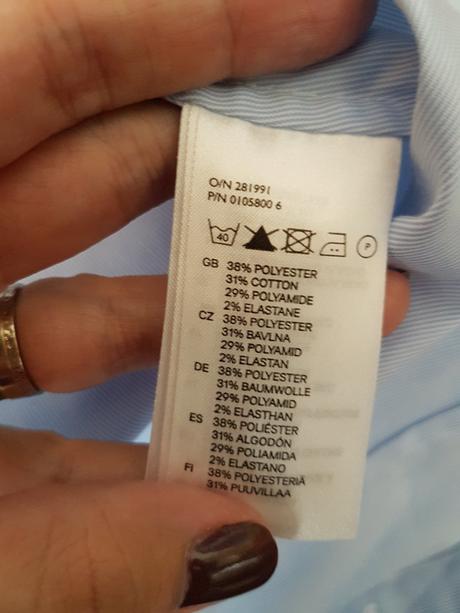 O/N 281991
P/N 0105800 6
40 P
GB 38% POLYESTER
31% COTTON
29% POLYAMIDE
2% ELASTANE
CZ 38% POLYESTER
31% BAVLNA
29% POLYAMID
2% ELASTAN
DE 38% POLYESTER
31% BAUMWOLLE
29% POLYAMID
2% ELASTHAN
ES 38% POLIÉSTER
31% ALGODÓN
29% POLIAMIDA
2% ELASTANO
FI 38% POLYESTERIÄ
31% PUUVILLAA